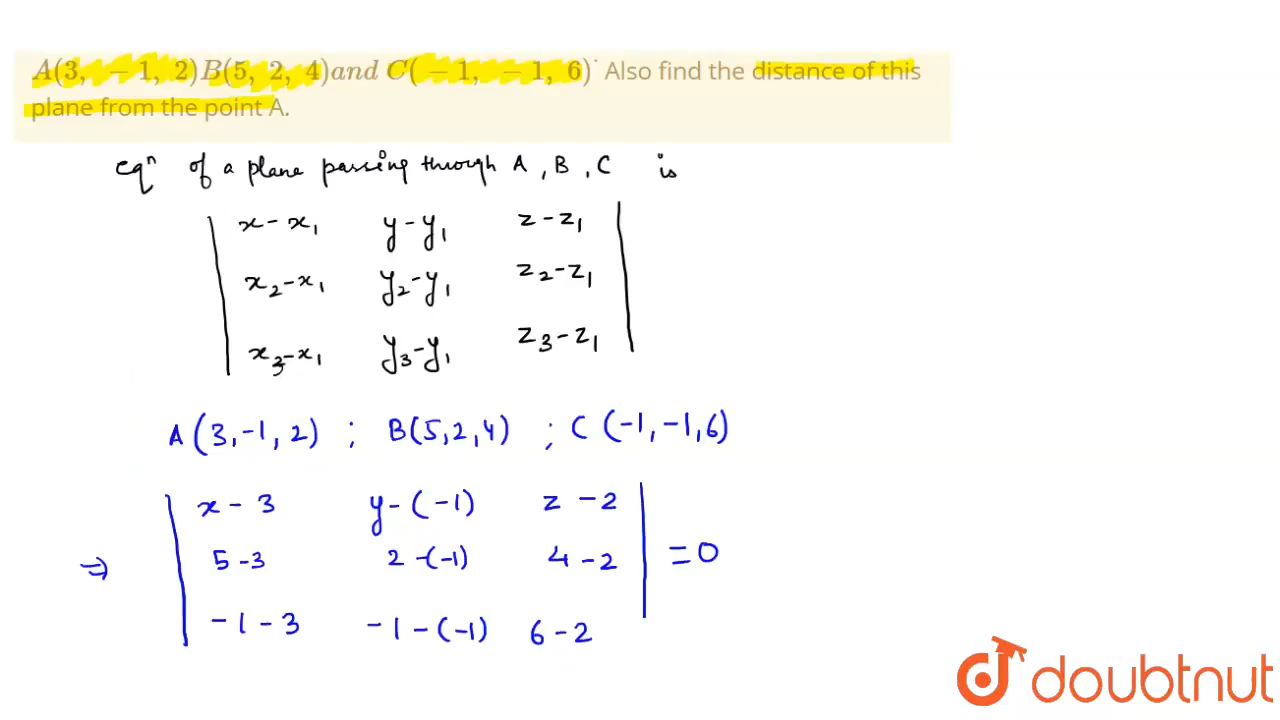 A(3, −1, 2)B(5, 2, 4)and C(−1, −1, 6)˙ Also find the distance of this
plane from the point A.
eqⁿ of a plane passing through A, B, C is
x − x₁ y − y₁ z − z₁
x₂ − x₁ y₂ − y₁ z₂ − z₁
x₃ − x₁ y₃ − y₁ z₃ − z₁
A(3, −1, 2) ; B(5, 2, 4) ; C(−1, −1, 6)
x − 3 y − (−1) z − 2
⇒ 5 − 3 2 − (−1) 4 − 2 = 0
−1 − 3 −1 − (−1) 6 − 2
doubtnut